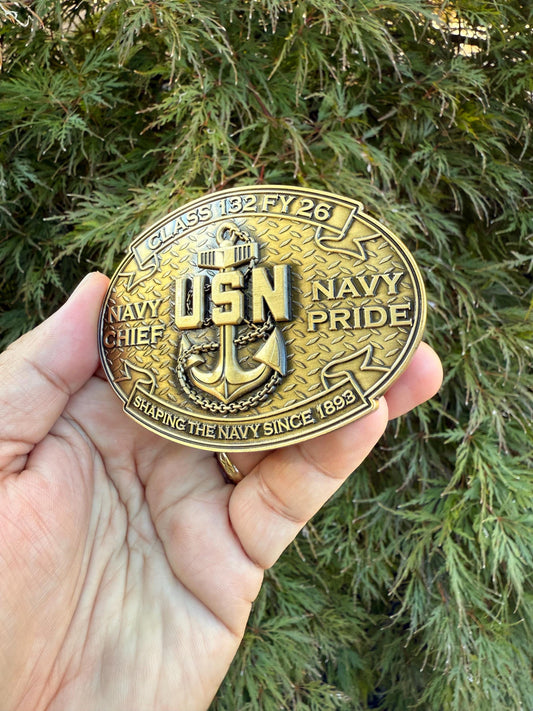 CLASS 132 FY26
USN
NAVY
CHIEF
NAVY
PRIDE
SHAPING THE NAVY SINCE 1893